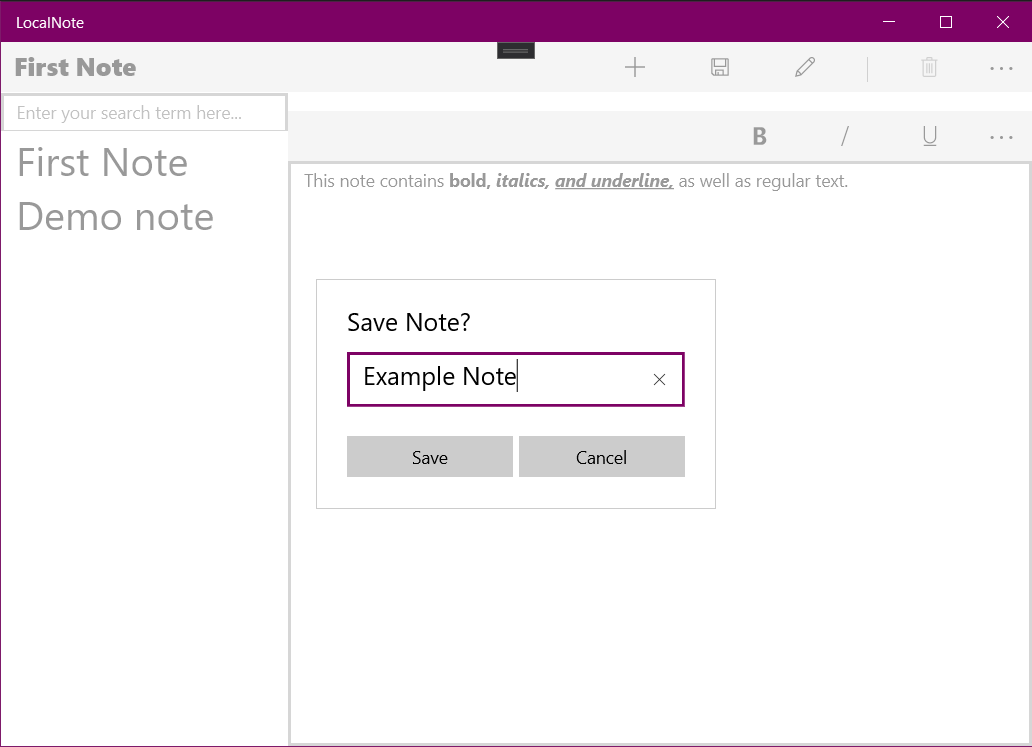 LocalNote
First Note
Enter your search term here...
First Note
Demo note
B / U
This note contains bold, italics, and underline, as well as regular text.
Save Note?
Example Note
Save Cancel